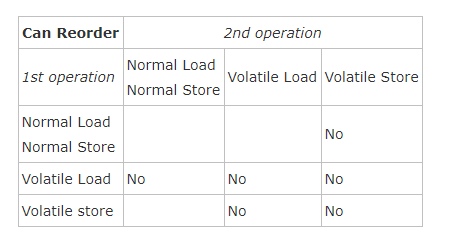 Can Reorder 2nd operation
1st operation Normal Load Normal Store Volatile Load Volatile Store
Normal Load Normal Store No
Volatile Load No No No
Volatile store No No